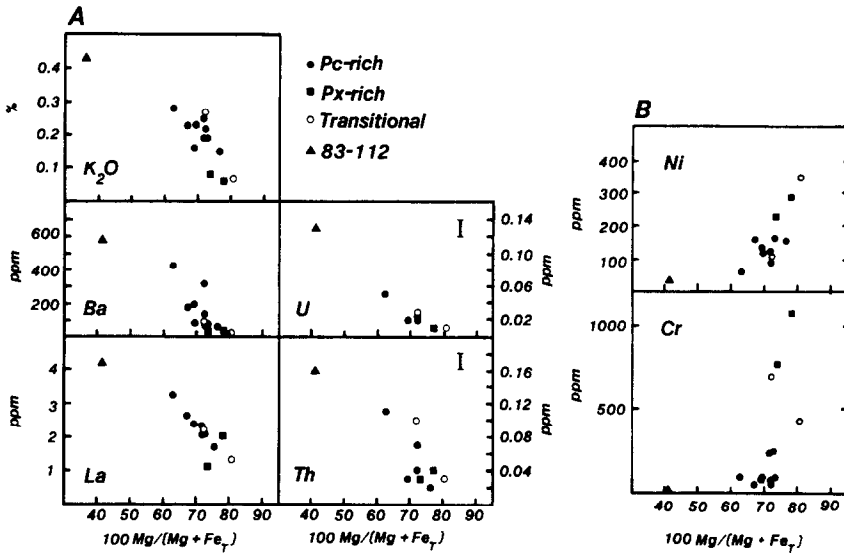 A
Pc-rich
Px-rich
Transitional
83-112
%
0.4
0.3
0.2
0.1
K₂O
ppm
600
400
200
Ba
U
0.14
0.10
0.06
0.02
ppm
ppm
4
3
2
1
La
Th
0.16
0.12
0.08
0.04
ppm
40 50 60 70 80 90
40 50 60 70 80 90
100 Mg/(Mg + Fe_T)
100 Mg/(Mg + Fe_T)
B
Ni
ppm
400
300
200
100
Cr
ppm
1000
500
40 50 60 70 80 90
100 Mg/(Mg + Fe_T)